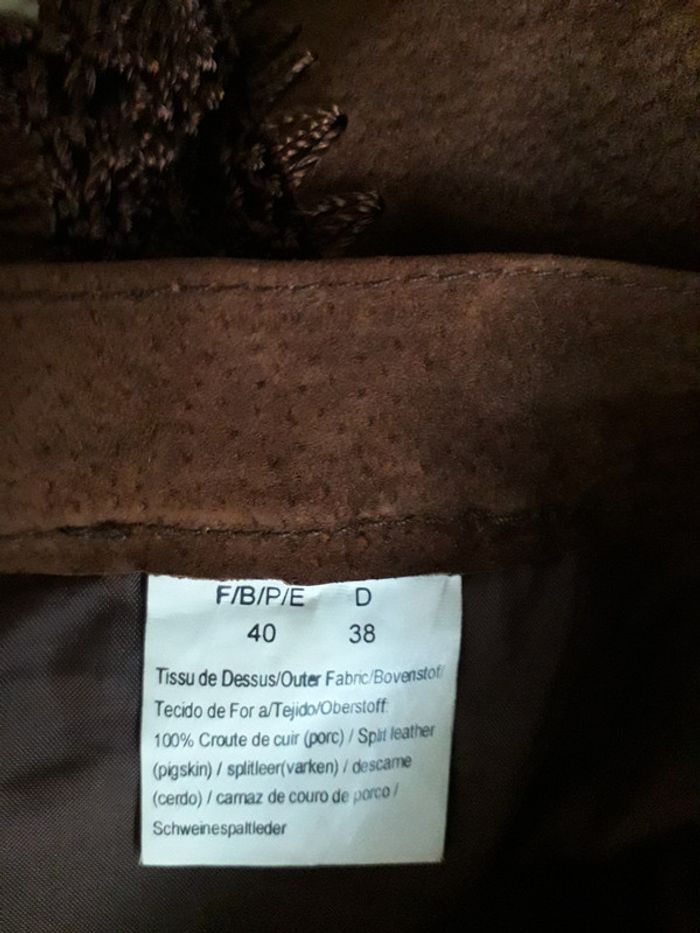 F/B/P/E D
40 38
Tissu de Dessus/Outer Fabric/Bovenstof/
Tecido de For a/Tejido/Oberstoff:
100% Croute de cuir (porc) / Split leather
(pigskin) / splitleer(varken) / descarne
(cerdo) / carnaz de couro de porco /
Schweinespaltleder